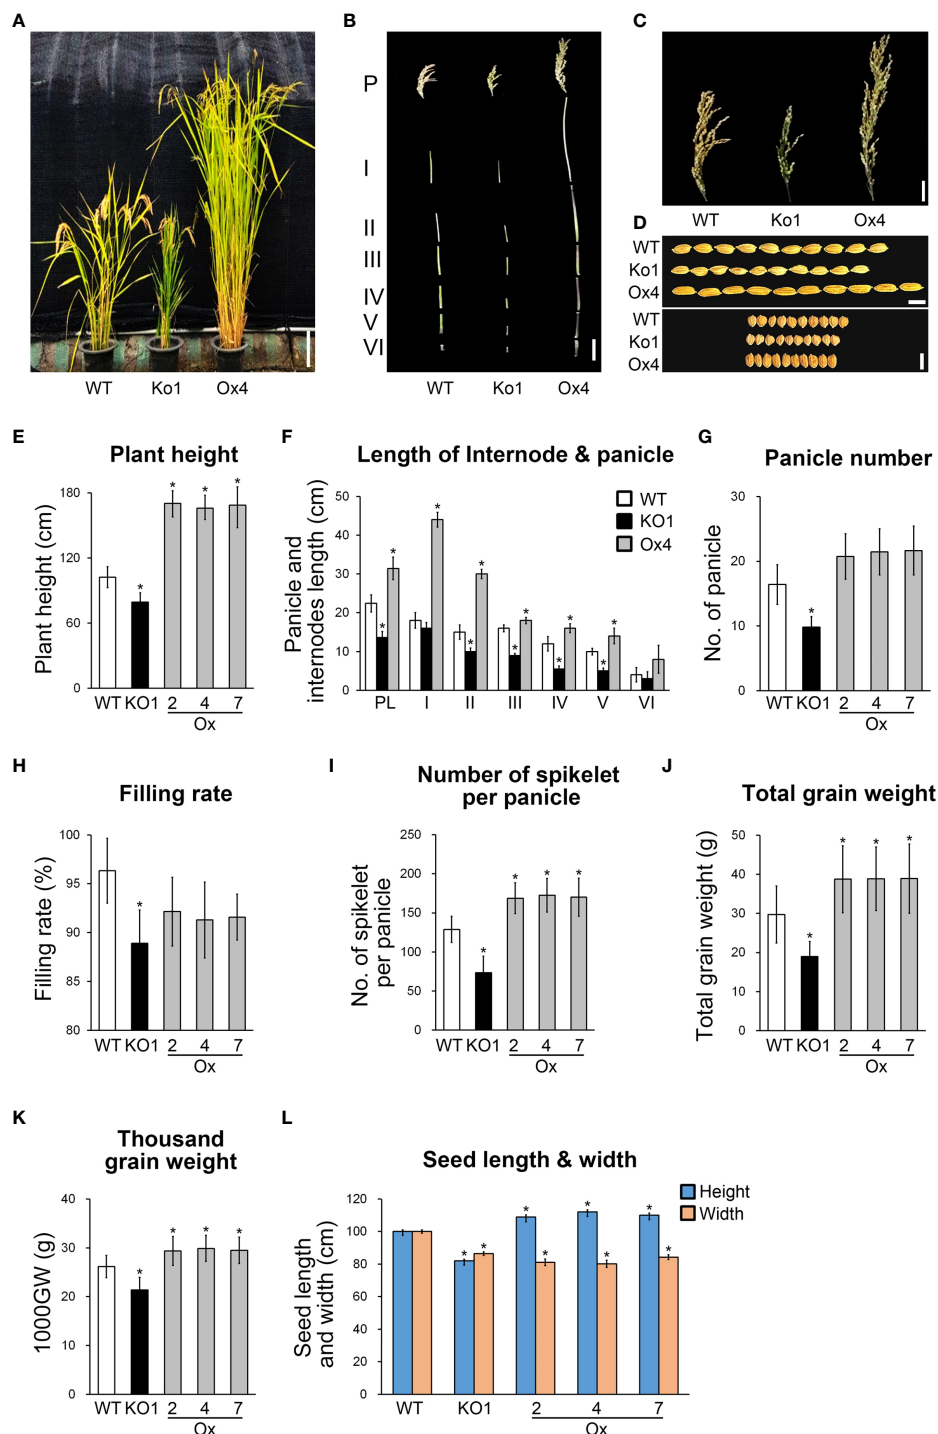 A
WT Ko1 Ox4
B
P
I
II
III
IV
V
VI
WT Ko1 Ox4
C
WT Ko1 Ox4
D
WT
Ko1
Ox4
WT
Ko1
Ox4
E
Plant height
Plant height (cm)
180
120
60
0
* * * *
WT KO1 2 4 7
Ox
F
Length of Internode & panicle
Panicle and
internodes length (cm)
50
40
30
20
10
0
WT
KO1
Ox4
* * * * * * * * * * *
PL I II III IV V VI
G
Panicle number
No. of panicle
30
20
10
0
*
WT KO1 2 4 7
Ox
H
Filling rate
Filling rate (%)
100
95
90
85
80
*
WT KO1 2 4 7
Ox
I
Number of spikelet
per panicle
No. of spikelet
per panicle
250
200
150
100
50
0
* * * *
WT KO1 2 4 7
Ox
J
Total grain weight
Total grain weight (g)
50
40
30
20
10
0
* * * *
WT KO1 2 4 7
Ox
K
Thousand
grain weight
1000GW (g)
40
30
20
10
0
* * * *
WT KO1 2 4 7
Ox
L
Seed length & width
Seed length
and width (cm)
120
100
80
60
40
20
0
Height
Width
* * * * * * * *
WT KO1 2 4 7
Ox